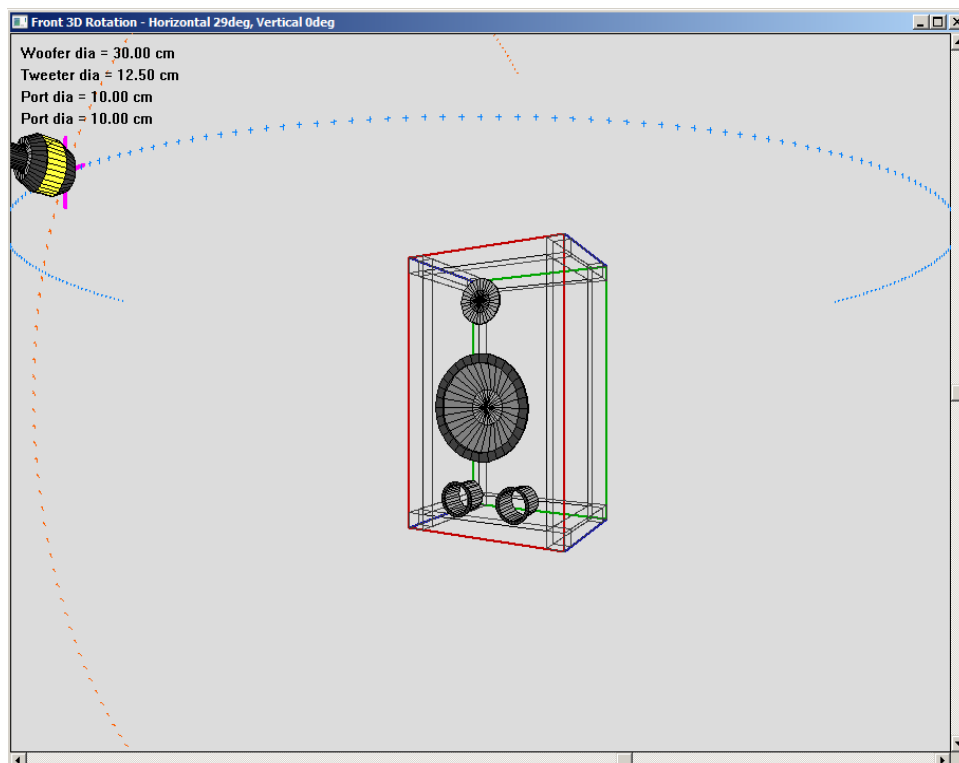 Front 3D Rotation - Horizontal 29deg, Vertical 0deg
Woofer dia = 30.00 cm
Tweeter dia = 12.50 cm
Port dia = 10.00 cm
Port dia = 10.00 cm